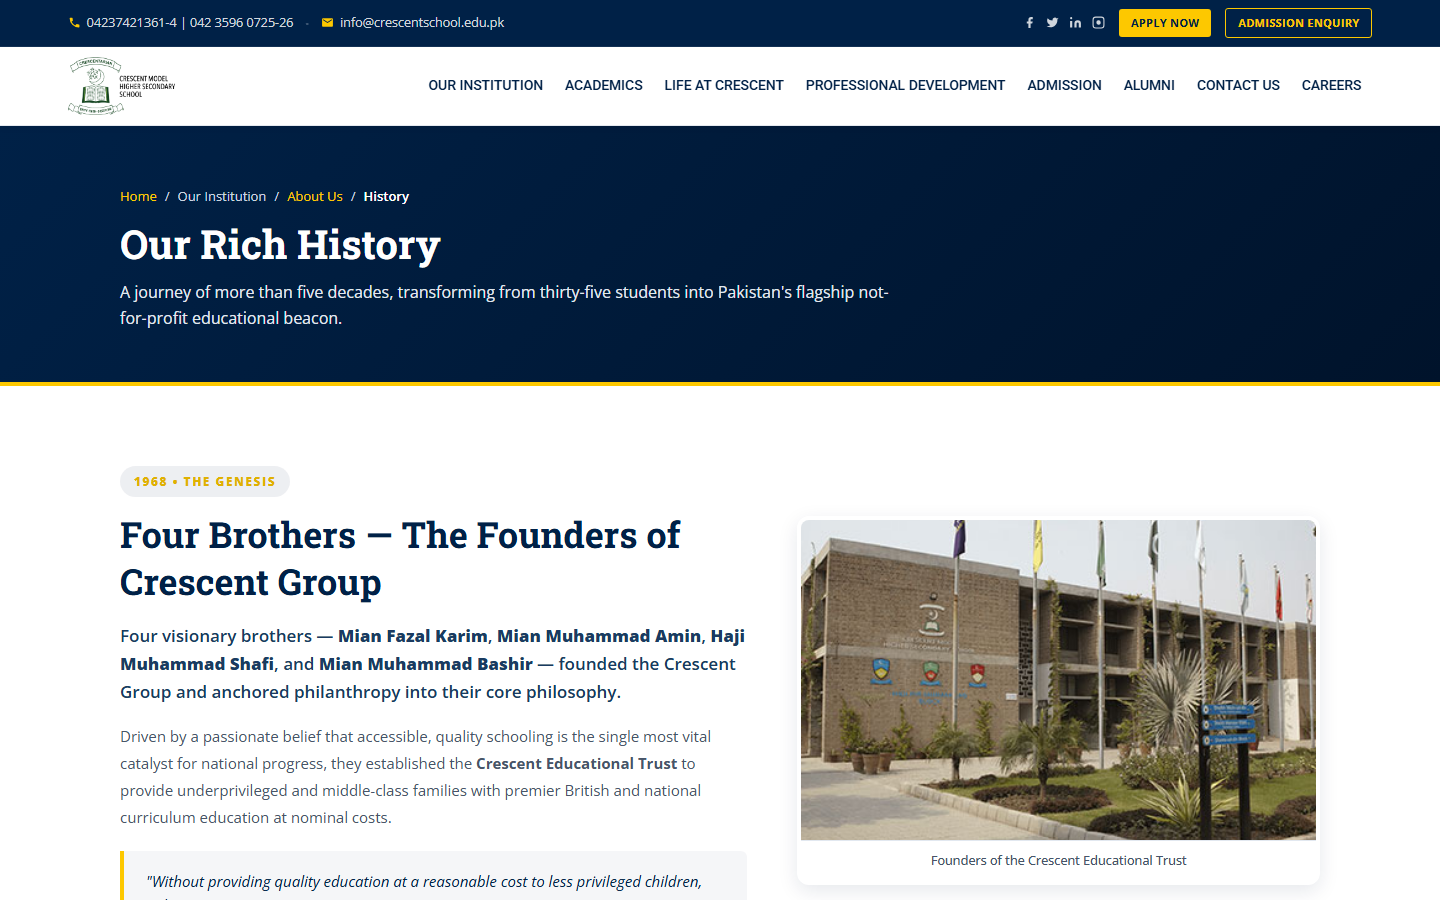 04237421361-4 | 042 3596 0725-26 · info@crescentschool.edu.pk
APPLY NOW
ADMISSION ENQUIRY
CRESCENT MODEL
HIGHER SECONDARY
SCHOOL
OUR INSTITUTION ACADEMICS LIFE AT CRESCENT PROFESSIONAL DEVELOPMENT ADMISSION ALUMNI CONTACT US CAREERS
Home / Our Institution / About Us / History
Our Rich History
A journey of more than five decades, transforming from thirty-five students into Pakistan's flagship not-
for-profit educational beacon.
1968 • THE GENESIS
Four Brothers — The Founders of
Crescent Group
Four visionary brothers — Mian Fazal Karim, Mian Muhammad Amin, Haji
Muhammad Shafi, and Mian Muhammad Bashir — founded the Crescent
Group and anchored philanthropy into their core philosophy.
Driven by a passionate belief that accessible, quality schooling is the single most vital
catalyst for national progress, they established the Crescent Educational Trust to
provide underprivileged and middle-class families with premier British and national
curriculum education at nominal costs.
"Without providing quality education at a reasonable cost to less privileged children,
Founders of the Crescent Educational Trust